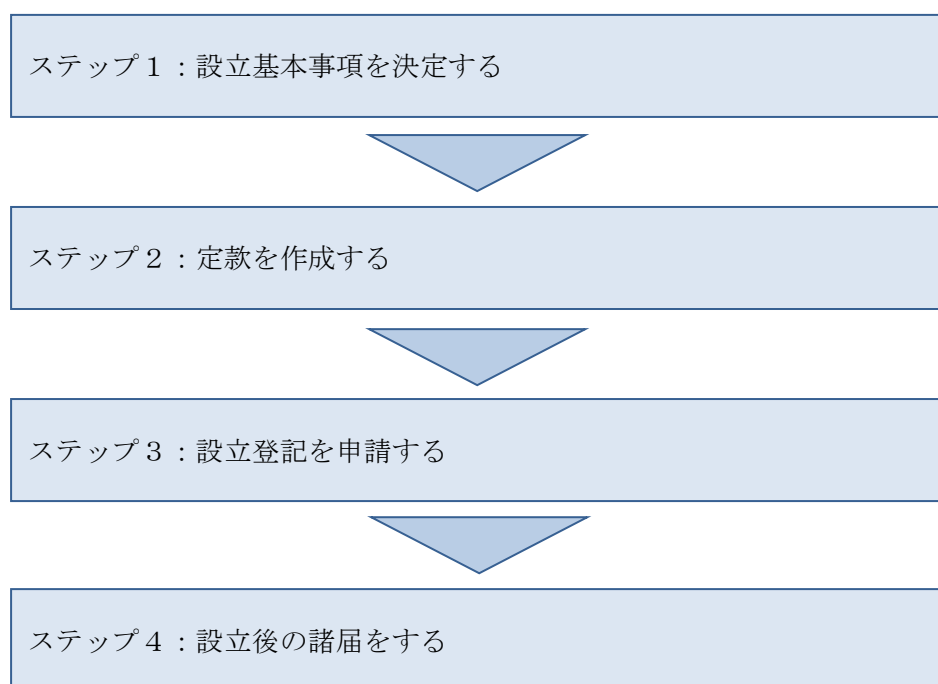 ステップ１：設立基本事項を決定する
ステップ２：定款を作成する
ステップ３：設立登記を申請する
ステップ４：設立後の諸届をする